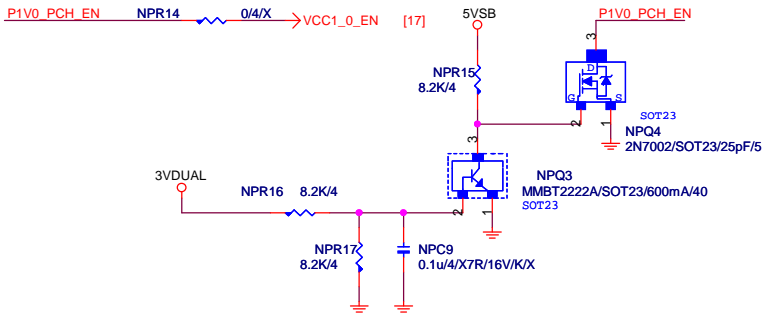 P1V0_PCH_EN NPR14 0/4/X VCC1_0_EN [17] 5VSB P1V0_PCH_EN
3
D
NPR15
8.2K/4
G S
SOT23
2 1
NPQ4
2N7002/SOT23/25pF/5
3
NPQ3
3VDUAL
NPR16 8.2K/4
MMBT2222A/SOT23/600mA/40
SOT23
2 1
NPR17
8.2K/4
NPC9
0.1u/4/X7R/16V/K/X